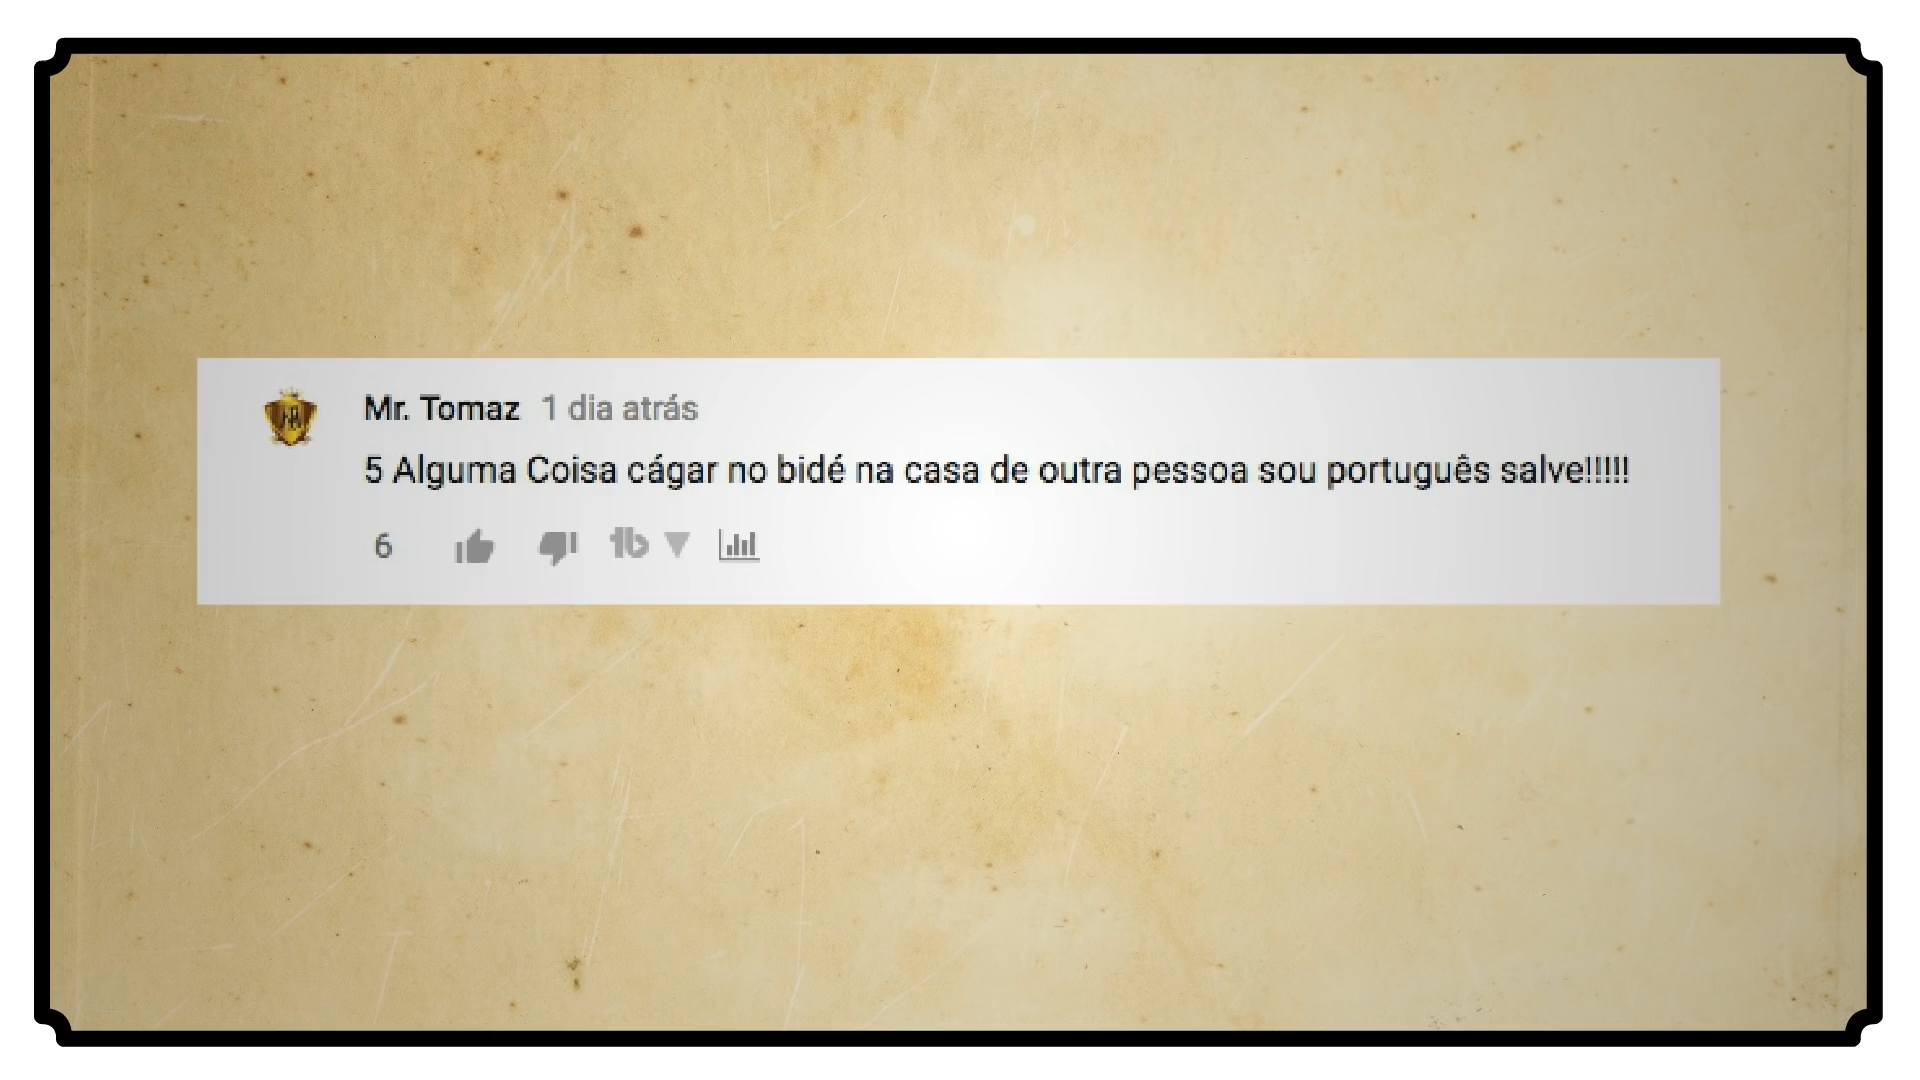 Mr. Tomaz 1 dia atrás
5 Alguma Coisa cágar no bidé na casa de outra pessoa sou português salve!!!!!
6 tb